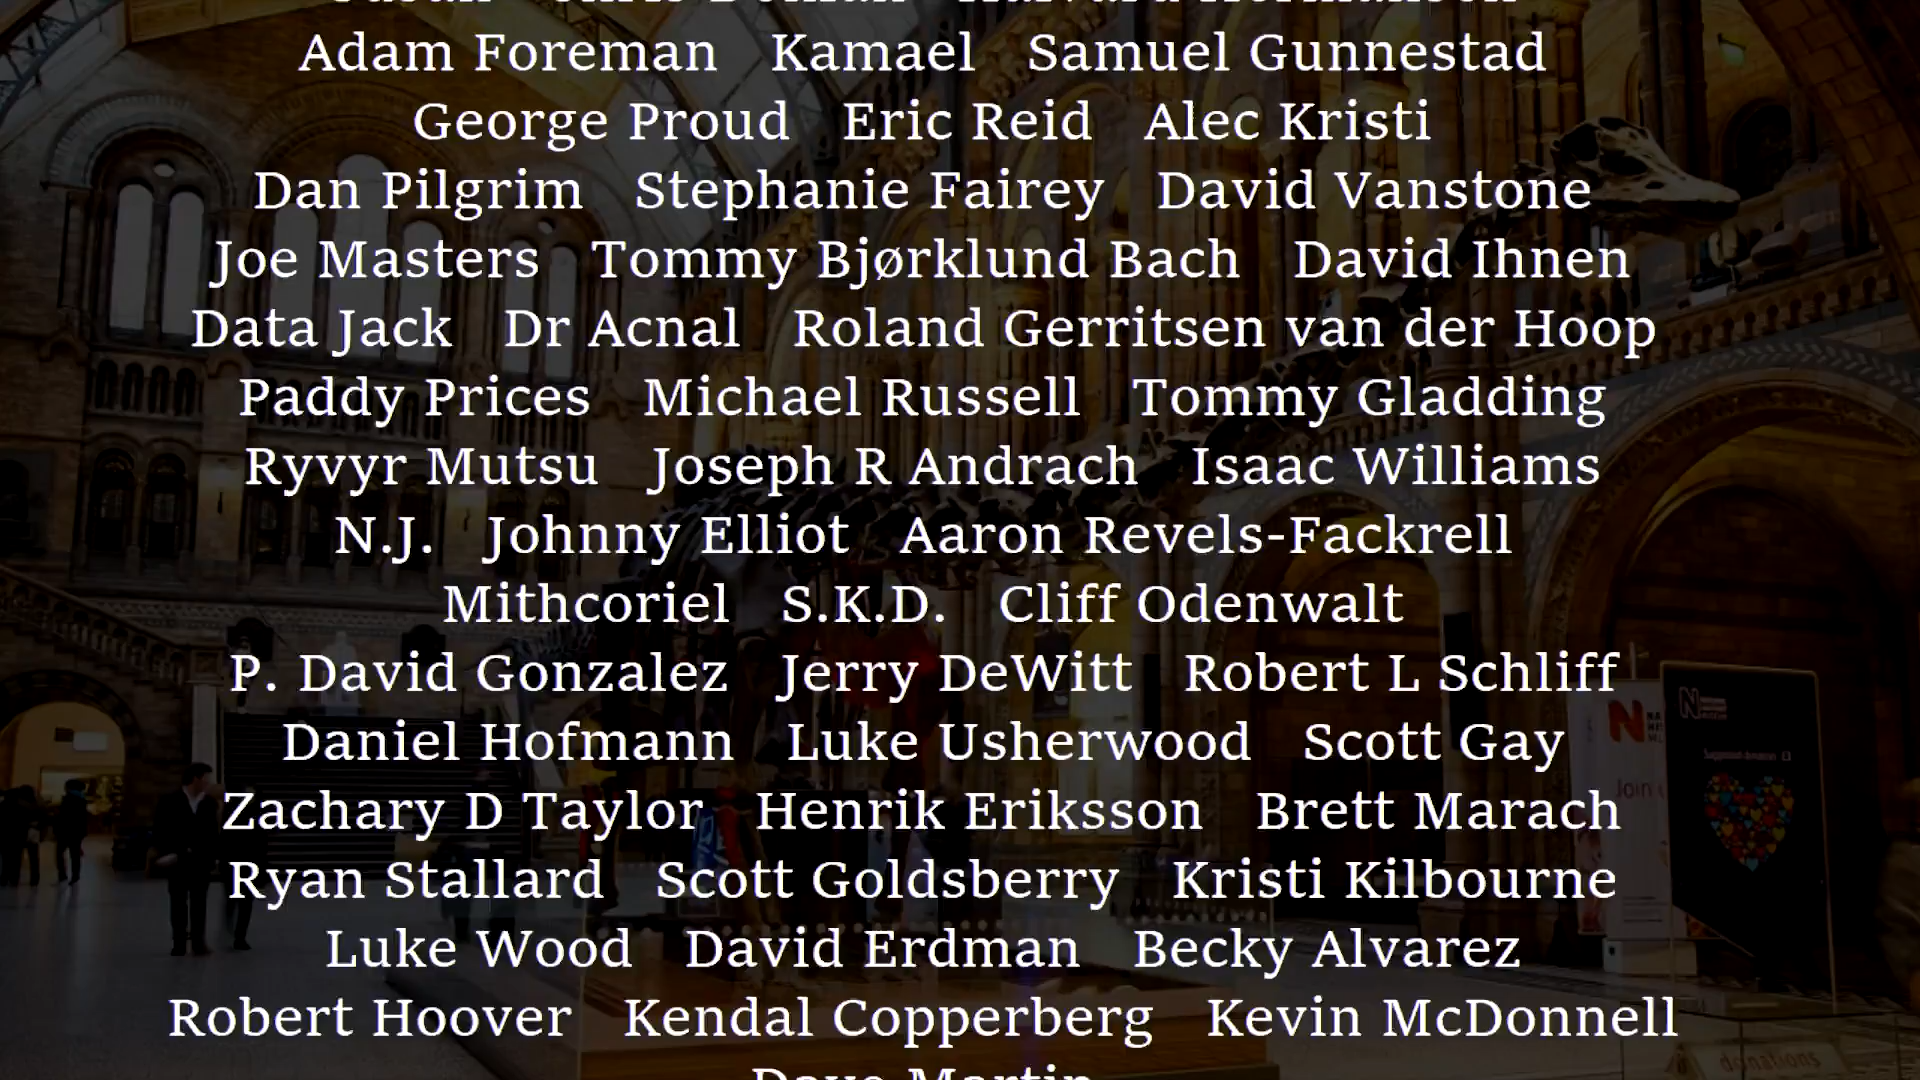 Adam Foreman Kamael Samuel Gunnestad
George Proud Eric Reid Alec Kristi
Dan Pilgrim Stephanie Fairey David Vanstone
Joe Masters Tommy Bjørklund Bach David Ihnen
Data Jack Dr Acnal Roland Gerritsen van der Hoop
Paddy Prices Michael Russell Tommy Gladding
Ryvyr Mutsu Joseph R Andrach Isaac Williams
N.J. Johnny Elliot Aaron Revels-Fackrell
Mithcoriel S.K.D. Cliff Odenwalt
P. David Gonzalez Jerry DeWitt Robert L Schliff
Daniel Hofmann Luke Usherwood Scott Gay
Zachary D Taylor Henrik Eriksson Brett Marach
Ryan Stallard Scott Goldsberry Kristi Kilbourne
Luke Wood David Erdman Becky Alvarez
Robert Hoover Kendal Copperberg Kevin McDonnell
Dave Martin
Join
donations